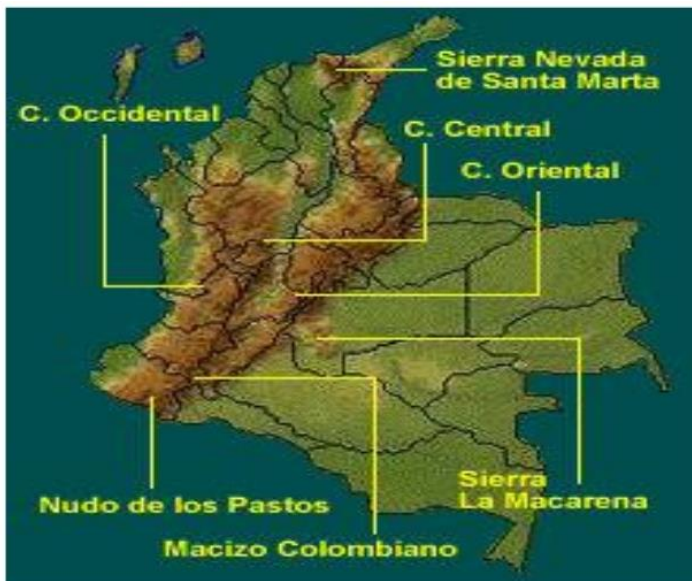 Sierra Nevada
de Santa Marta
C. Occidental
C. Central
C. Oriental
Nudo de los Pastos
Sierra
La Macarena
Macizo Colombiano